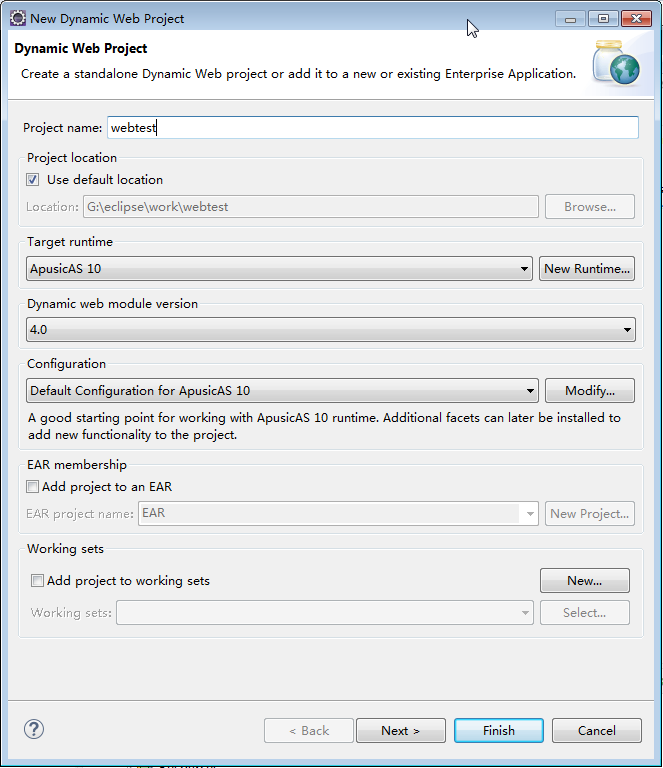 New Dynamic Web Project
Dynamic Web Project
Create a standalone Dynamic Web project or add it to a new or existing Enterprise Application.
Project name: webtest
Project location
Use default location
Location: G:\eclipse\work\webtest Browse...
Target runtime
ApusicAS 10 New Runtime...
Dynamic web module version
4.0
Configuration
Default Configuration for ApusicAS 10 Modify...
A good starting point for working with ApusicAS 10 runtime. Additional facets can later be installed to
add new functionality to the project.
EAR membership
Add project to an EAR
EAR project name: EAR New Project...
Working sets
Add project to working sets New...
Working sets: Select...
? < Back Next > Finish Cancel